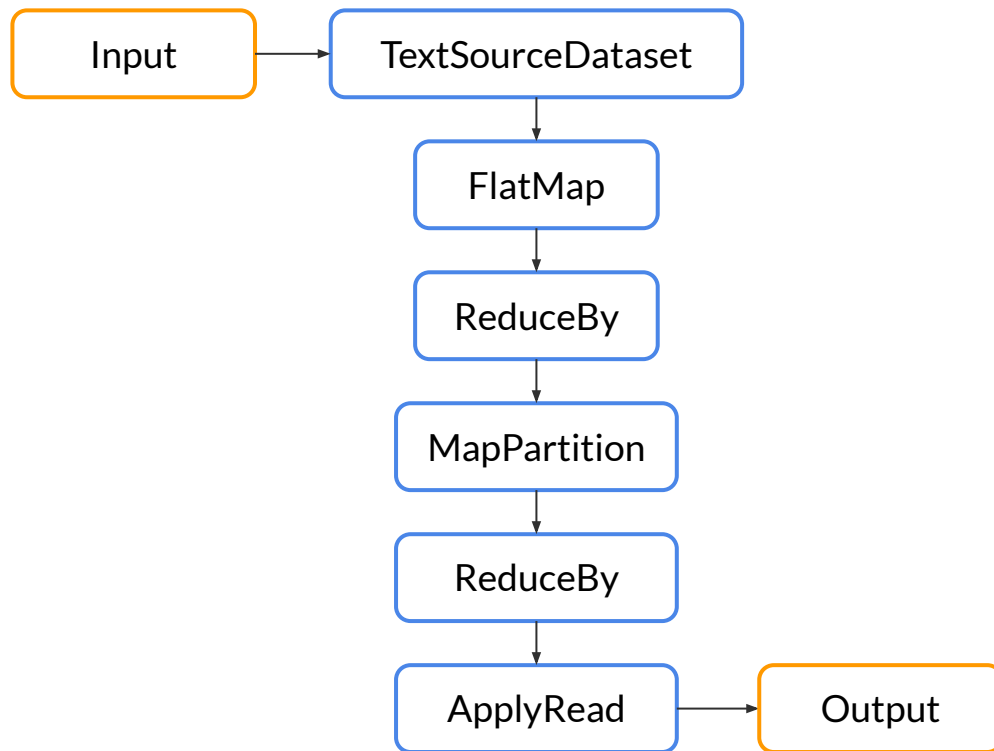 Input
TextSourceDataset
FlatMap
ReduceBy
MapPartition
ReduceBy
ApplyRead
Output